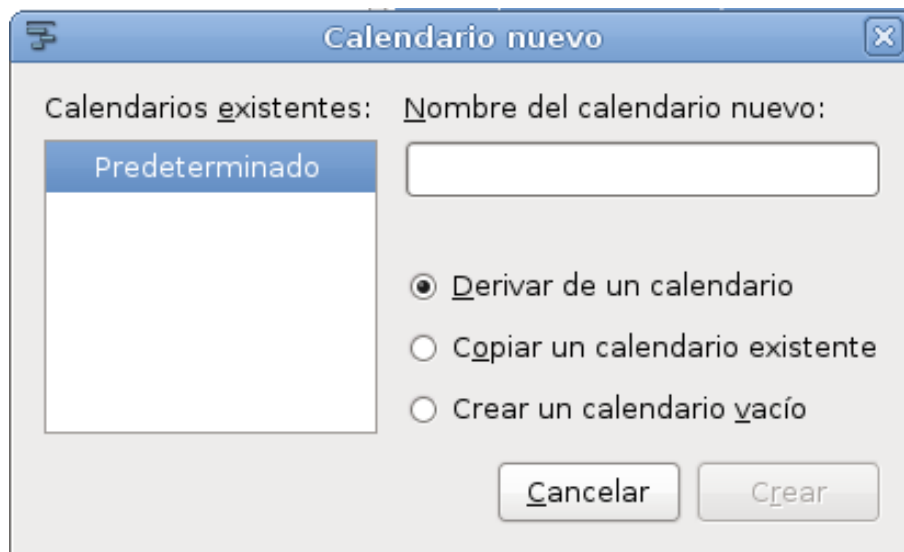 Calendario nuevo
Calendarios existentes:
Predeterminado
Nombre del calendario nuevo:
Derivar de un calendario
Copiar un calendario existente
Crear un calendario vacío
Cancelar
Crear